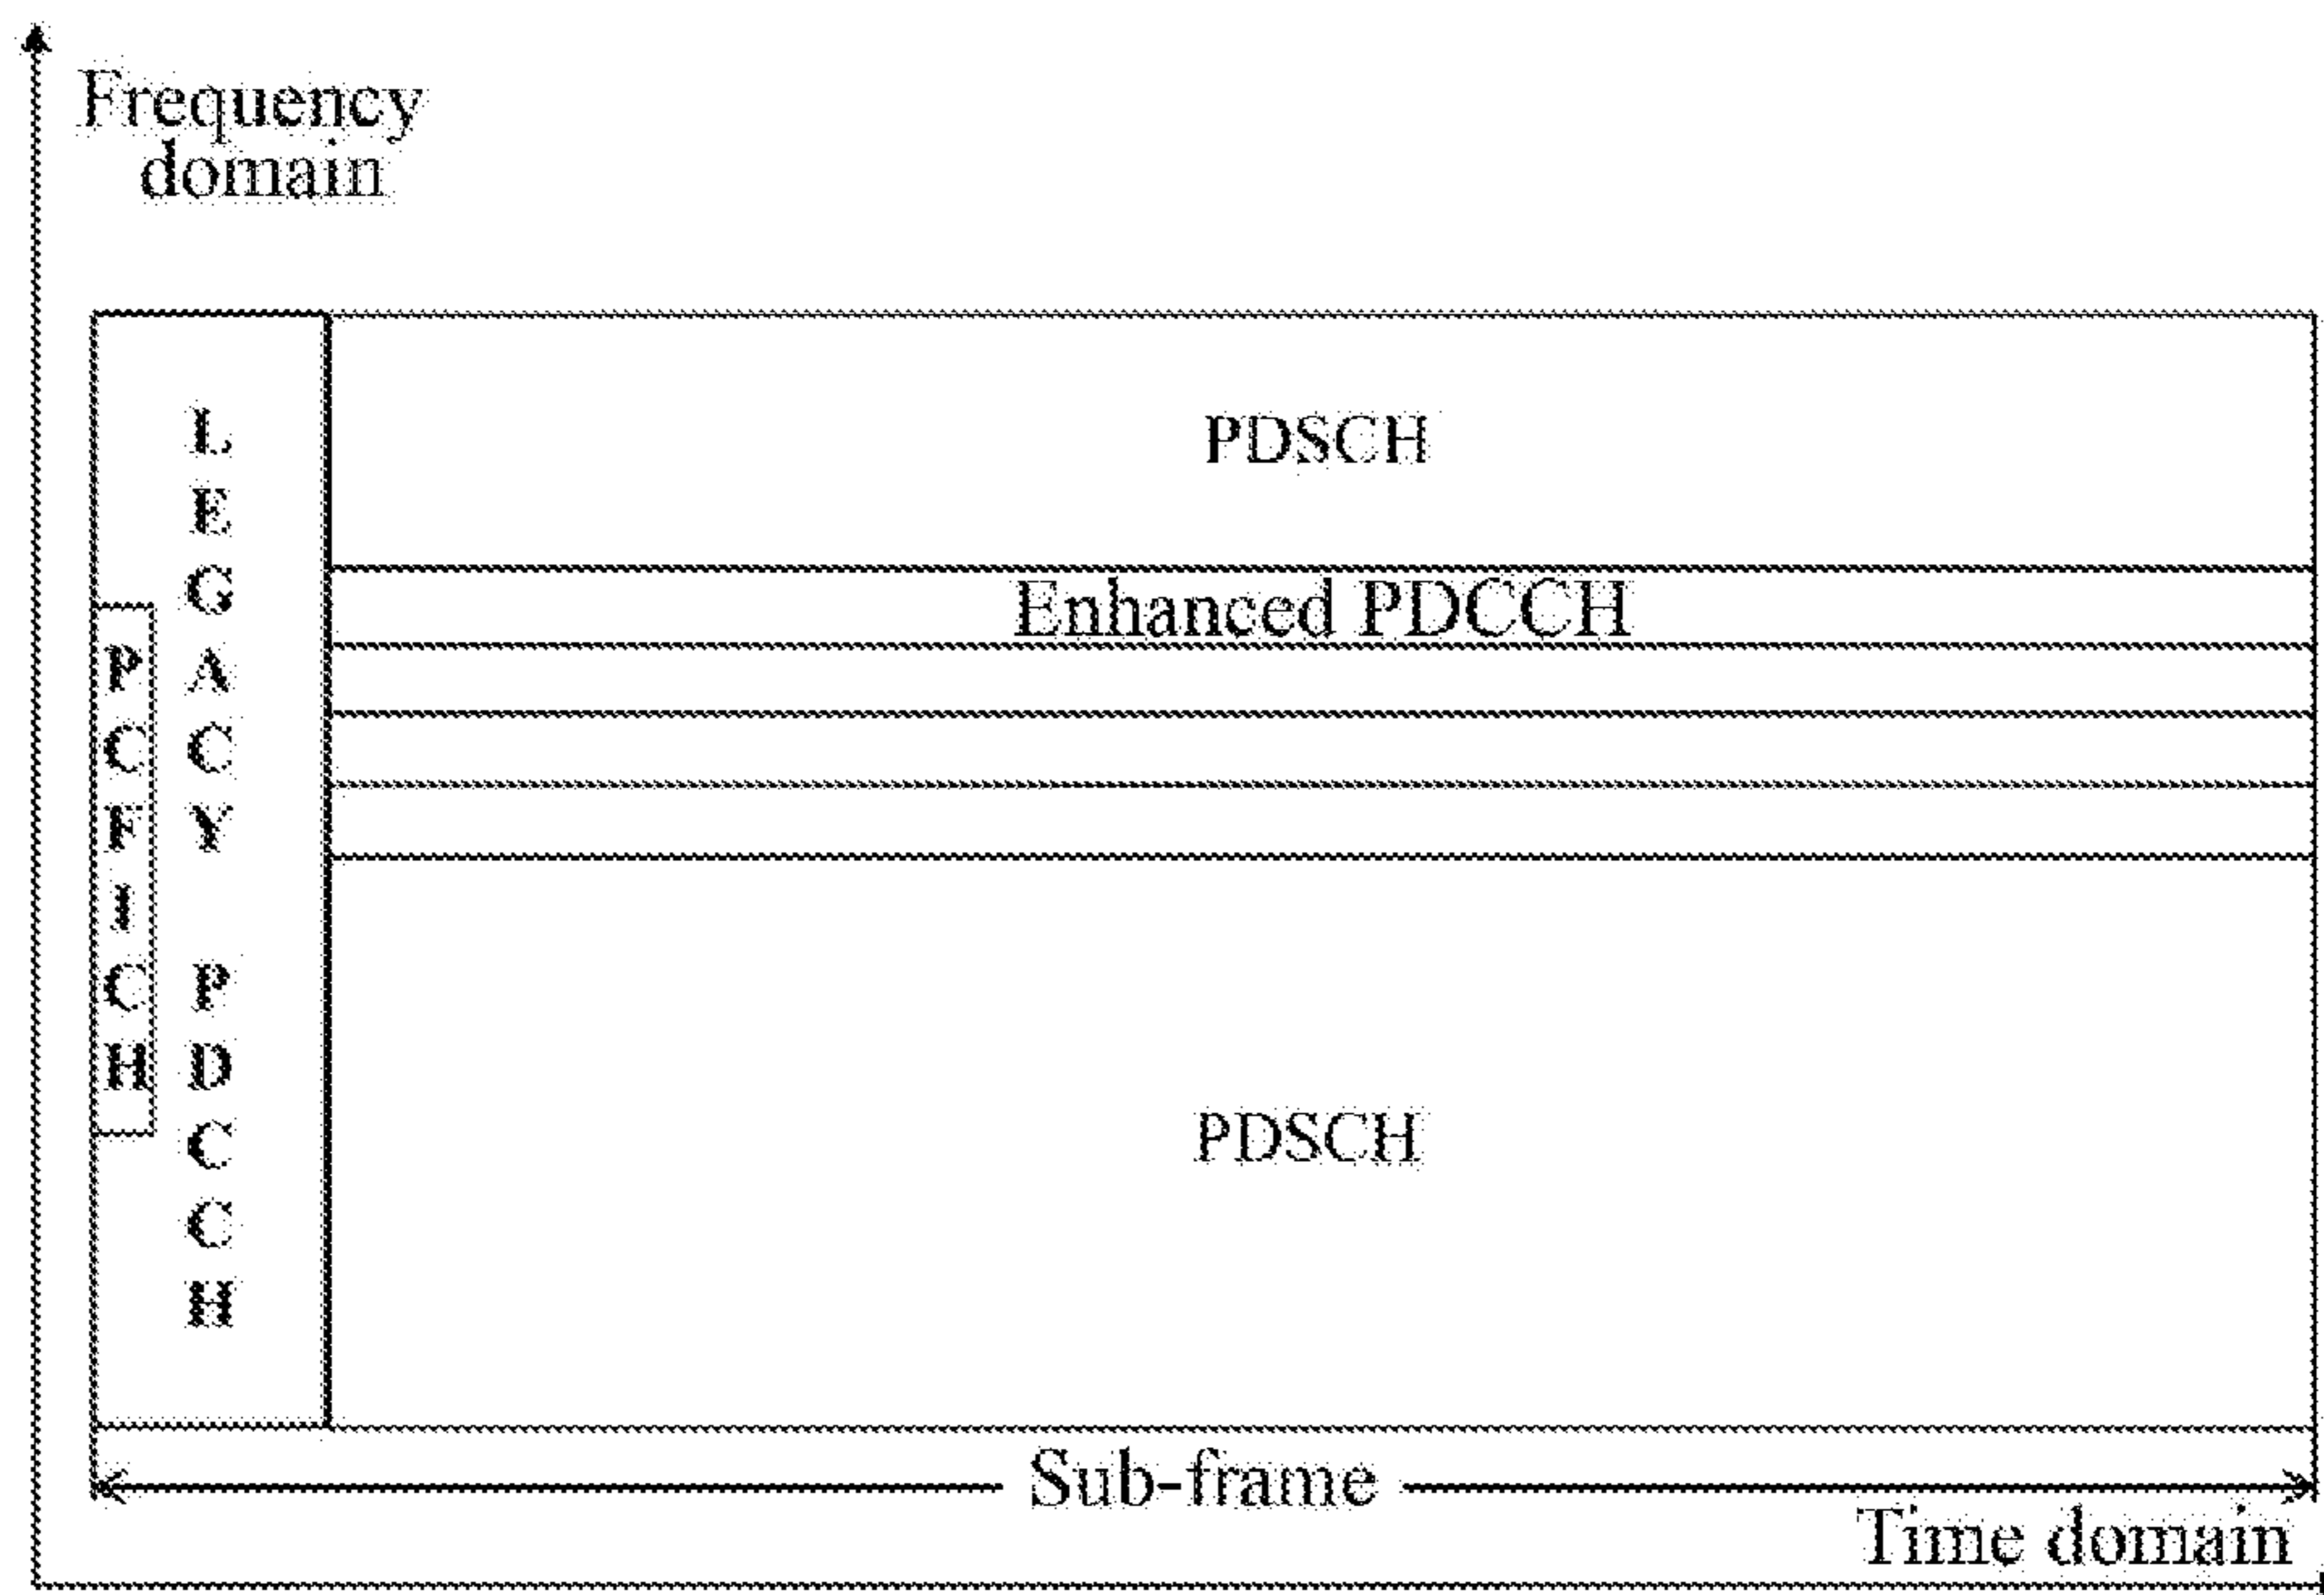 Frequency
domain
PCFICH
LEGACY PDCCH
PDSCH
Enhanced PDCCH
PDSCH
Sub-frame
Time domain